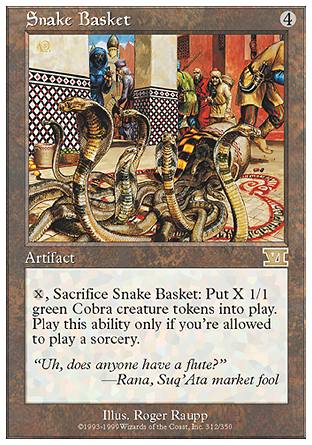 Snake Basket 4
Artifact
X, Sacrifice Snake Basket: Put X 1/1
green Cobra creature tokens into play.
Play this ability only if you're allowed
to play a sorcery.
“Uh, does anyone have a flute?”
—Rana, Suq'Ata market fool
Illus. Roger Raupp
©1993-1999 Wizards of the Coast, Inc. 312/350